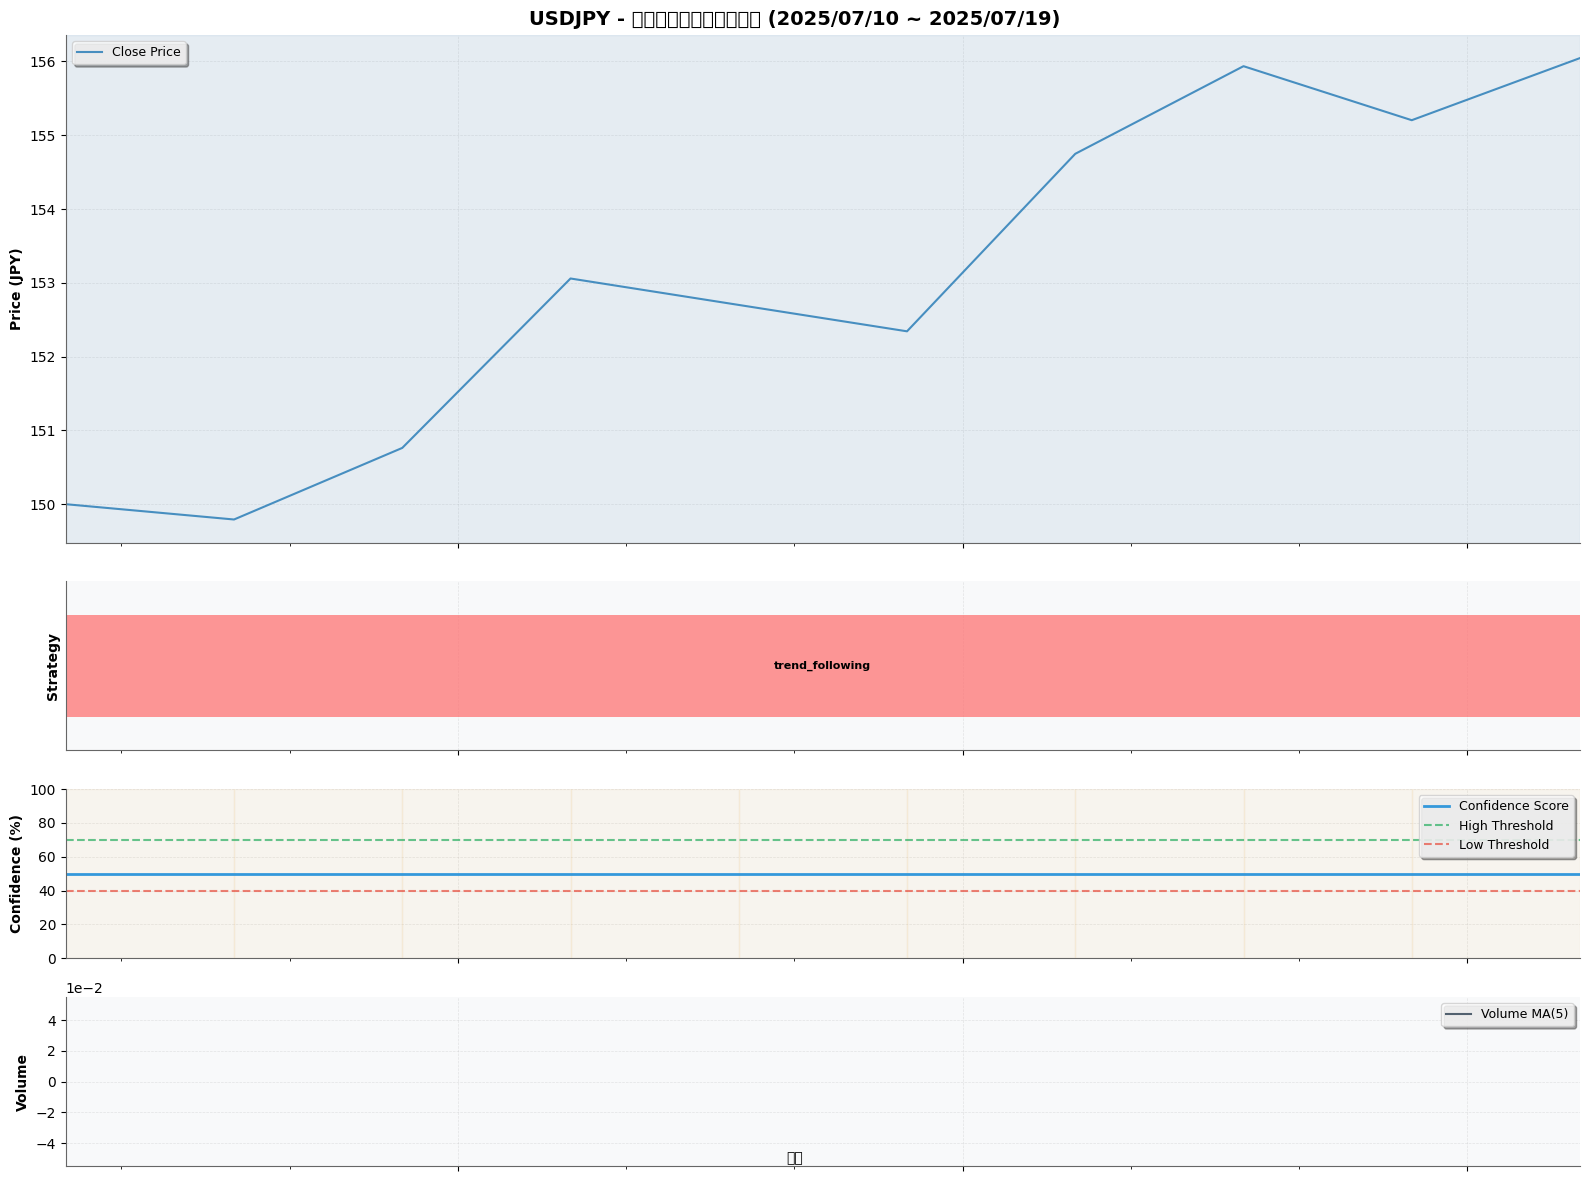 USDJPY - (2025/07/10 ~ 2025/07/19)
Close Price
Price (JPY)
156
155
154
153
152
151
150
Strategy
trend_following
Confidence (%)
100
80
60
40
20
0
Confidence Score
High Threshold
Low Threshold
1e−2
Volume
4
2
0
−2
−4
Volume MA(5)